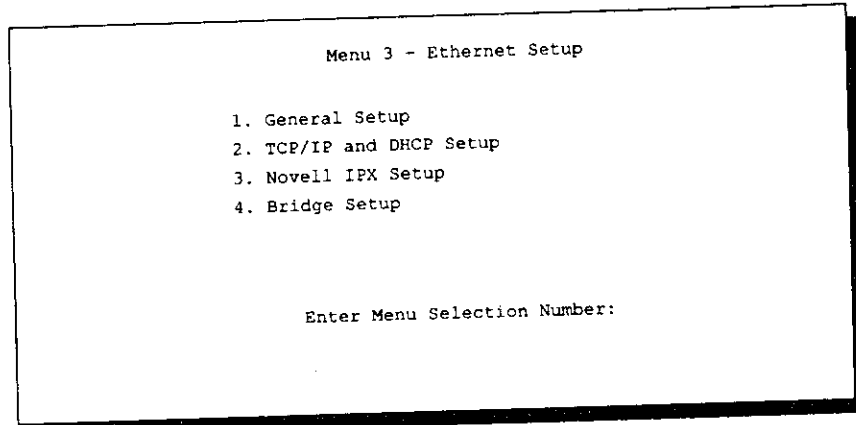 Menu 3 - Ethernet Setup
1. General Setup
2. TCP/IP and DHCP Setup
3. Novell IPX Setup
4. Bridge Setup
Enter Menu Selection Number: